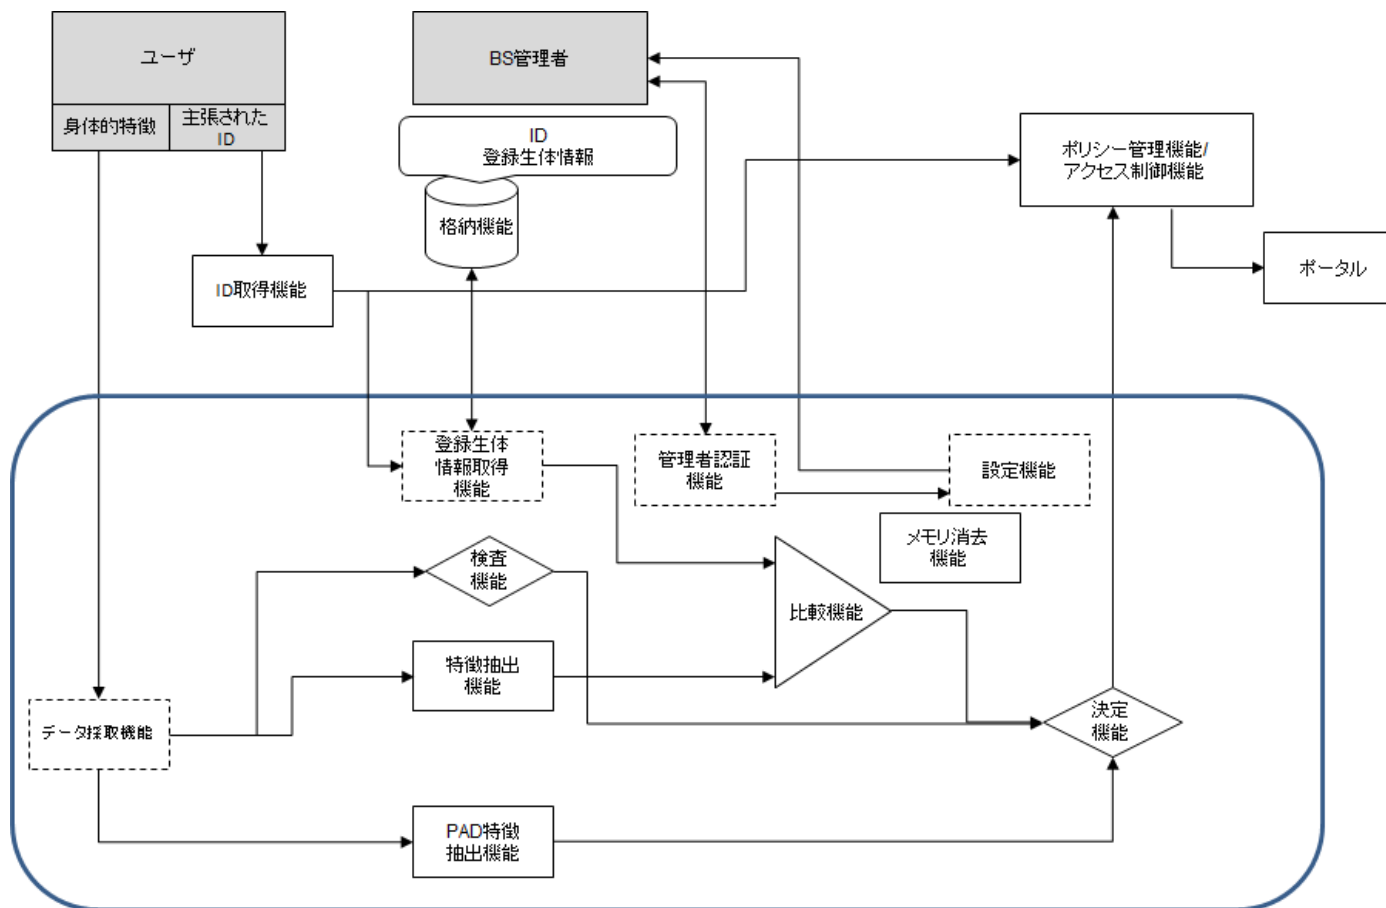 ユーザ
身体的特徴
主張された
ID
BS管理者
ID
登録生体情報
格納機能
ポリシー管理機能/
アクセス制御機能
ポータル
ID取得機能
登録生体
情報取得
機能
管理者認証
機能
設定機能
メモリ消去
機能
検査
機能
比較機能
特徴抽出
機能
データ採取機能
決定
機能
PAD特徴
抽出機能